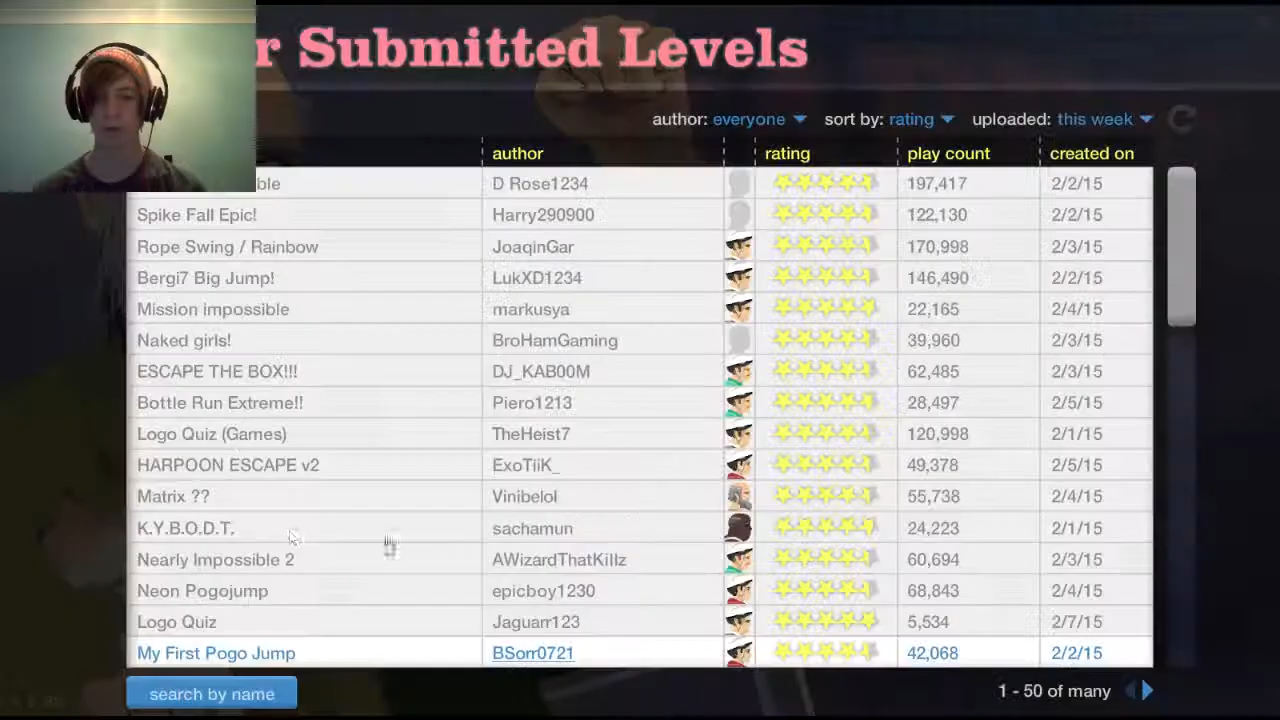 r Submitted Levels
author: everyone sort by: rating uploaded: this week
author rating play count created on
ble D Rose1234 197,417 2/2/15
Spike Fall Epic! Harry290900 122,130 2/2/15
Rope Swing / Rainbow JoaqinGar 170,998 2/3/15
Bergi7 Big Jump! LukXD1234 146,490 2/2/15
Mission impossible markusya 22,165 2/4/15
Naked girls! BroHamGaming 39,960 2/3/15
ESCAPE THE BOX!!! DJ_KAB00M 62,485 2/3/15
Bottle Run Extreme!! Piero1213 28,497 2/5/15
Logo Quiz (Games) TheHeist7 120,998 2/1/15
HARPOON ESCAPE v2 ExoTiiK_ 49,378 2/5/15
Matrix ?? Vinibelol 55,738 2/4/15
K.Y.B.O.D.T. sachamun 24,223 2/1/15
Nearly Impossible 2 AWizardThatKillz 60,694 2/3/15
Neon Pogojump epicboy1230 68,843 2/4/15
Logo Quiz Jaguarr123 5,534 2/7/15
My First Pogo Jump BSorr0721 42,068 2/2/15
search by name 1 - 50 of many